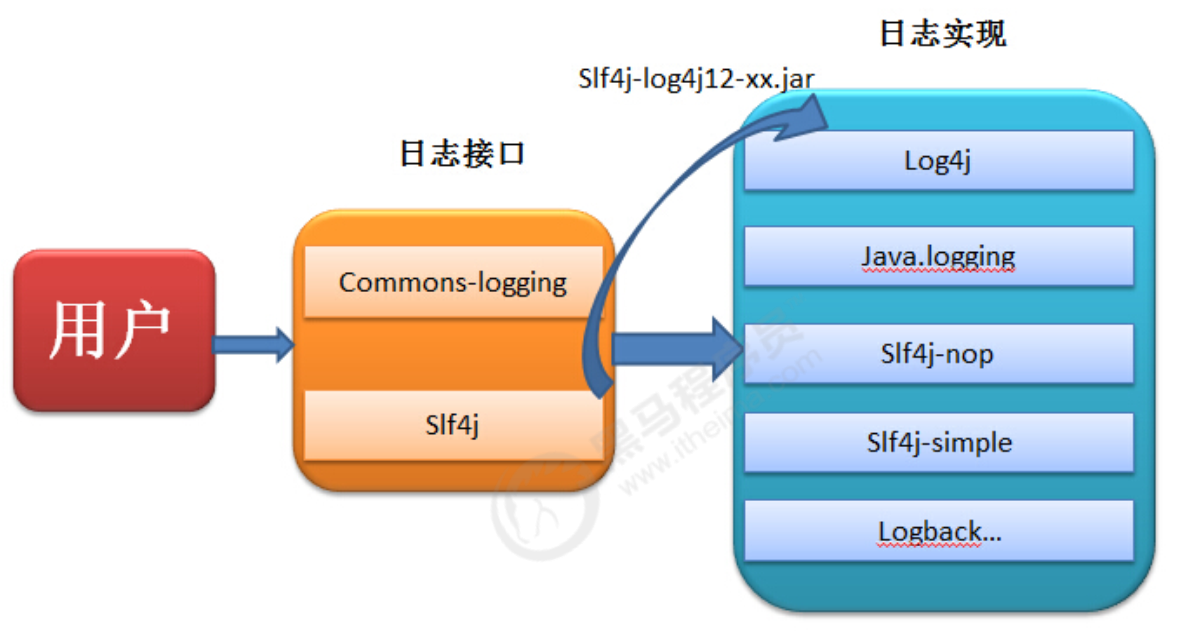 日志实现
Slf4j-log4j12-xx.jar
日志接口
Log4j
Commons-logging
Java.logging
用户
Slf4j-nop
Slf4j
Slf4j-simple
Logback...
黑马程序员
www.itheima.com